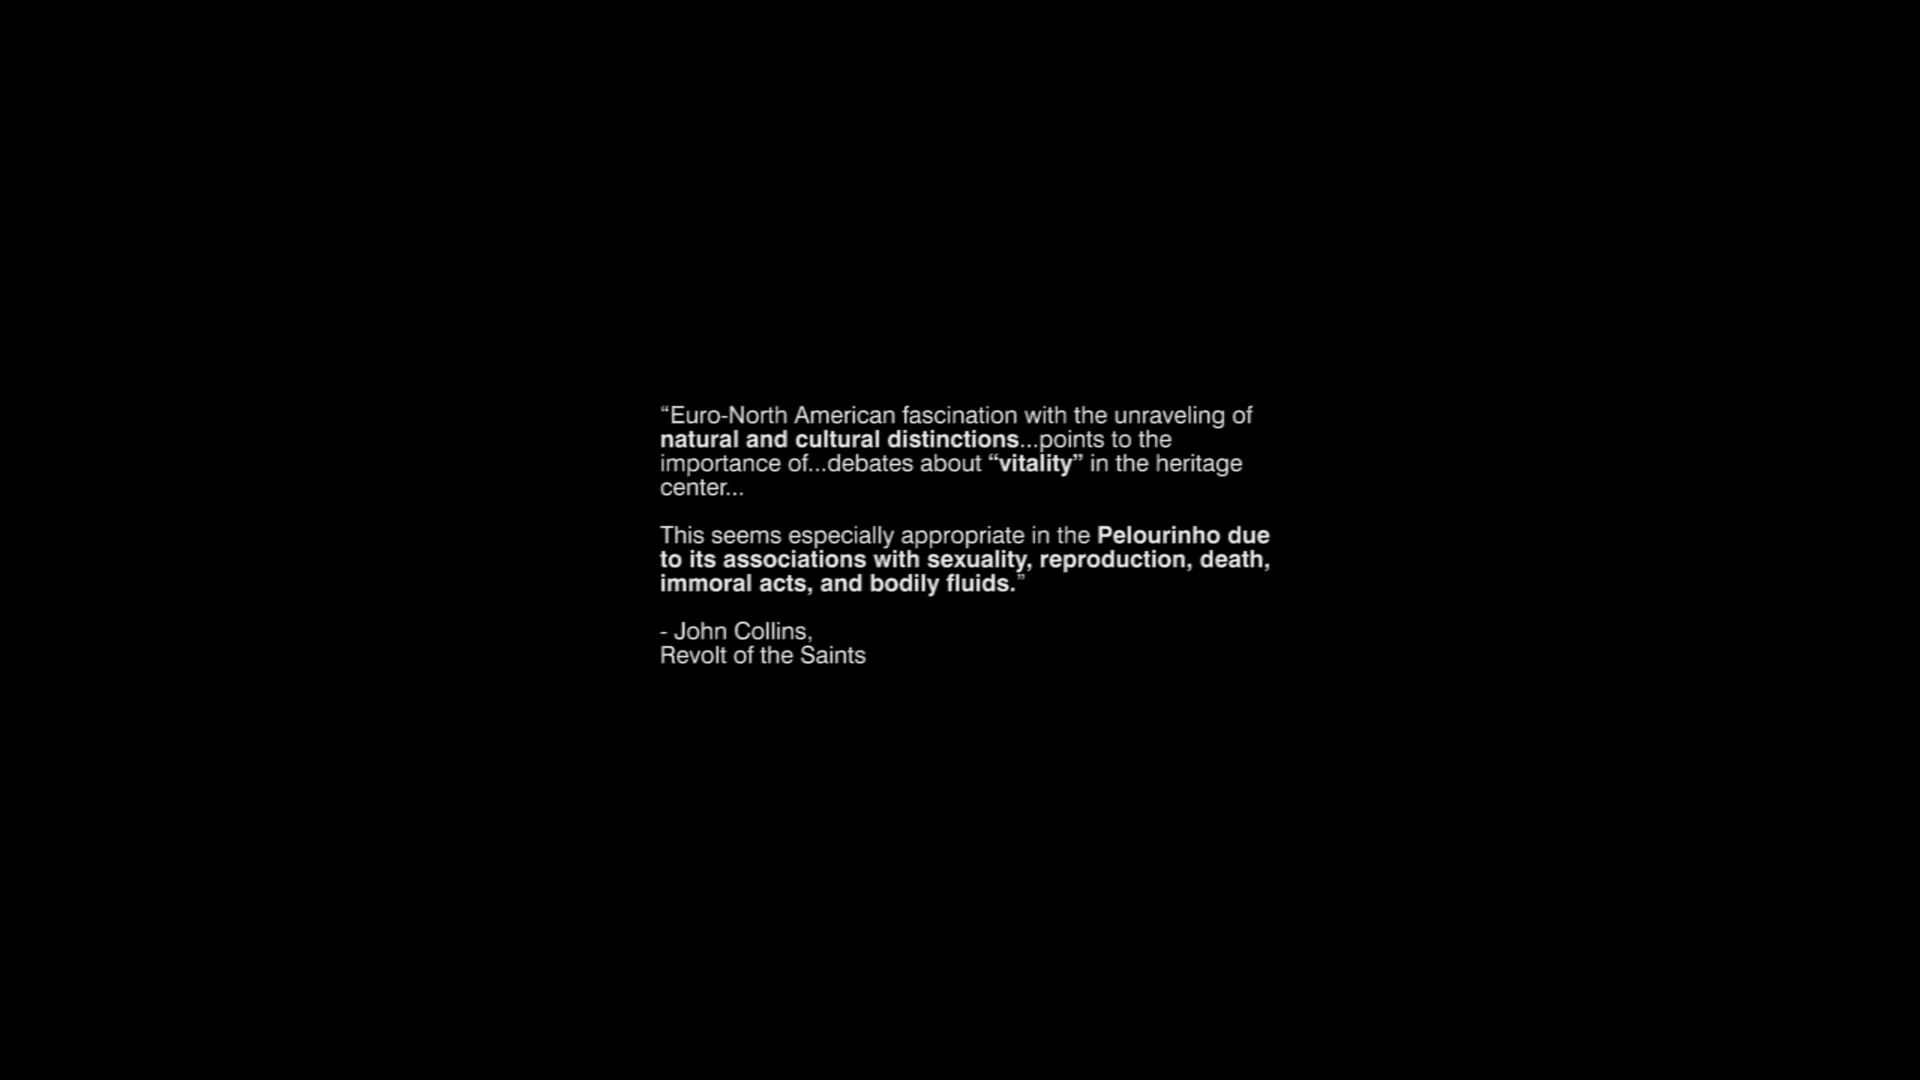 “Euro-North American fascination with the unraveling of
natural and cultural distinctions...points to the
importance of...debates about “vitality” in the heritage
center...
This seems especially appropriate in the Pelourinho due
to its associations with sexuality, reproduction, death,
immoral acts, and bodily fluids.”
- John Collins,
Revolt of the Saints